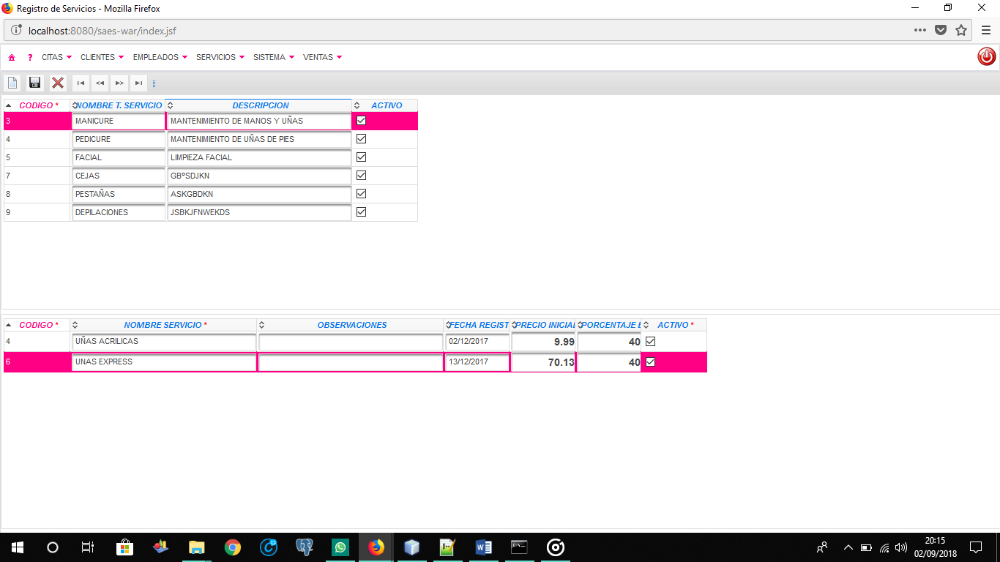 Registro de Servicios - Mozilla Firefox
localhost:8080/saes-war/index.jsf
? CITAS CLIENTES EMPLEADOS SERVICIOS SISTEMA VENTAS
CODIGO * NOMBRE T. SERVICIO DESCRIPCION ACTIVO
3 MANICURE MANTENIMIENTO DE MANOS Y UÑAS
4 PEDICURE MANTENIMIENTO DE UÑAS DE PIES
5 FACIAL LIMPIEZA FACIAL
7 CEJAS GBºSDJKN
8 PESTAÑAS ASKGBDKN
9 DEPILACIONES JSBKJFNWEKDS
CODIGO * NOMBRE SERVICIO * OBSERVACIONES FECHA REGIST PRECIO INICIAL PORCENTAJE E ACTIVO *
4 UÑAS ACRILICAS 02/12/2017 9.99 40
6 UNAS EXPRESS 13/12/2017 70.13 40
20:15
02/09/2018